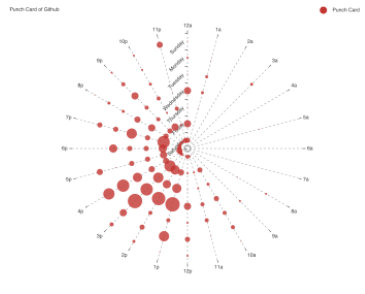 Punch Card of Github
Punch Card
12a
11p
1a
10p
2a
9p
3a
8p
4a
7p
5a
6p
6a
5p
7a
4p
8a
3p
9a
2p
10a
1p
11a
12p
Sunday
Monday
Tuesday
Wednesday
Thursday